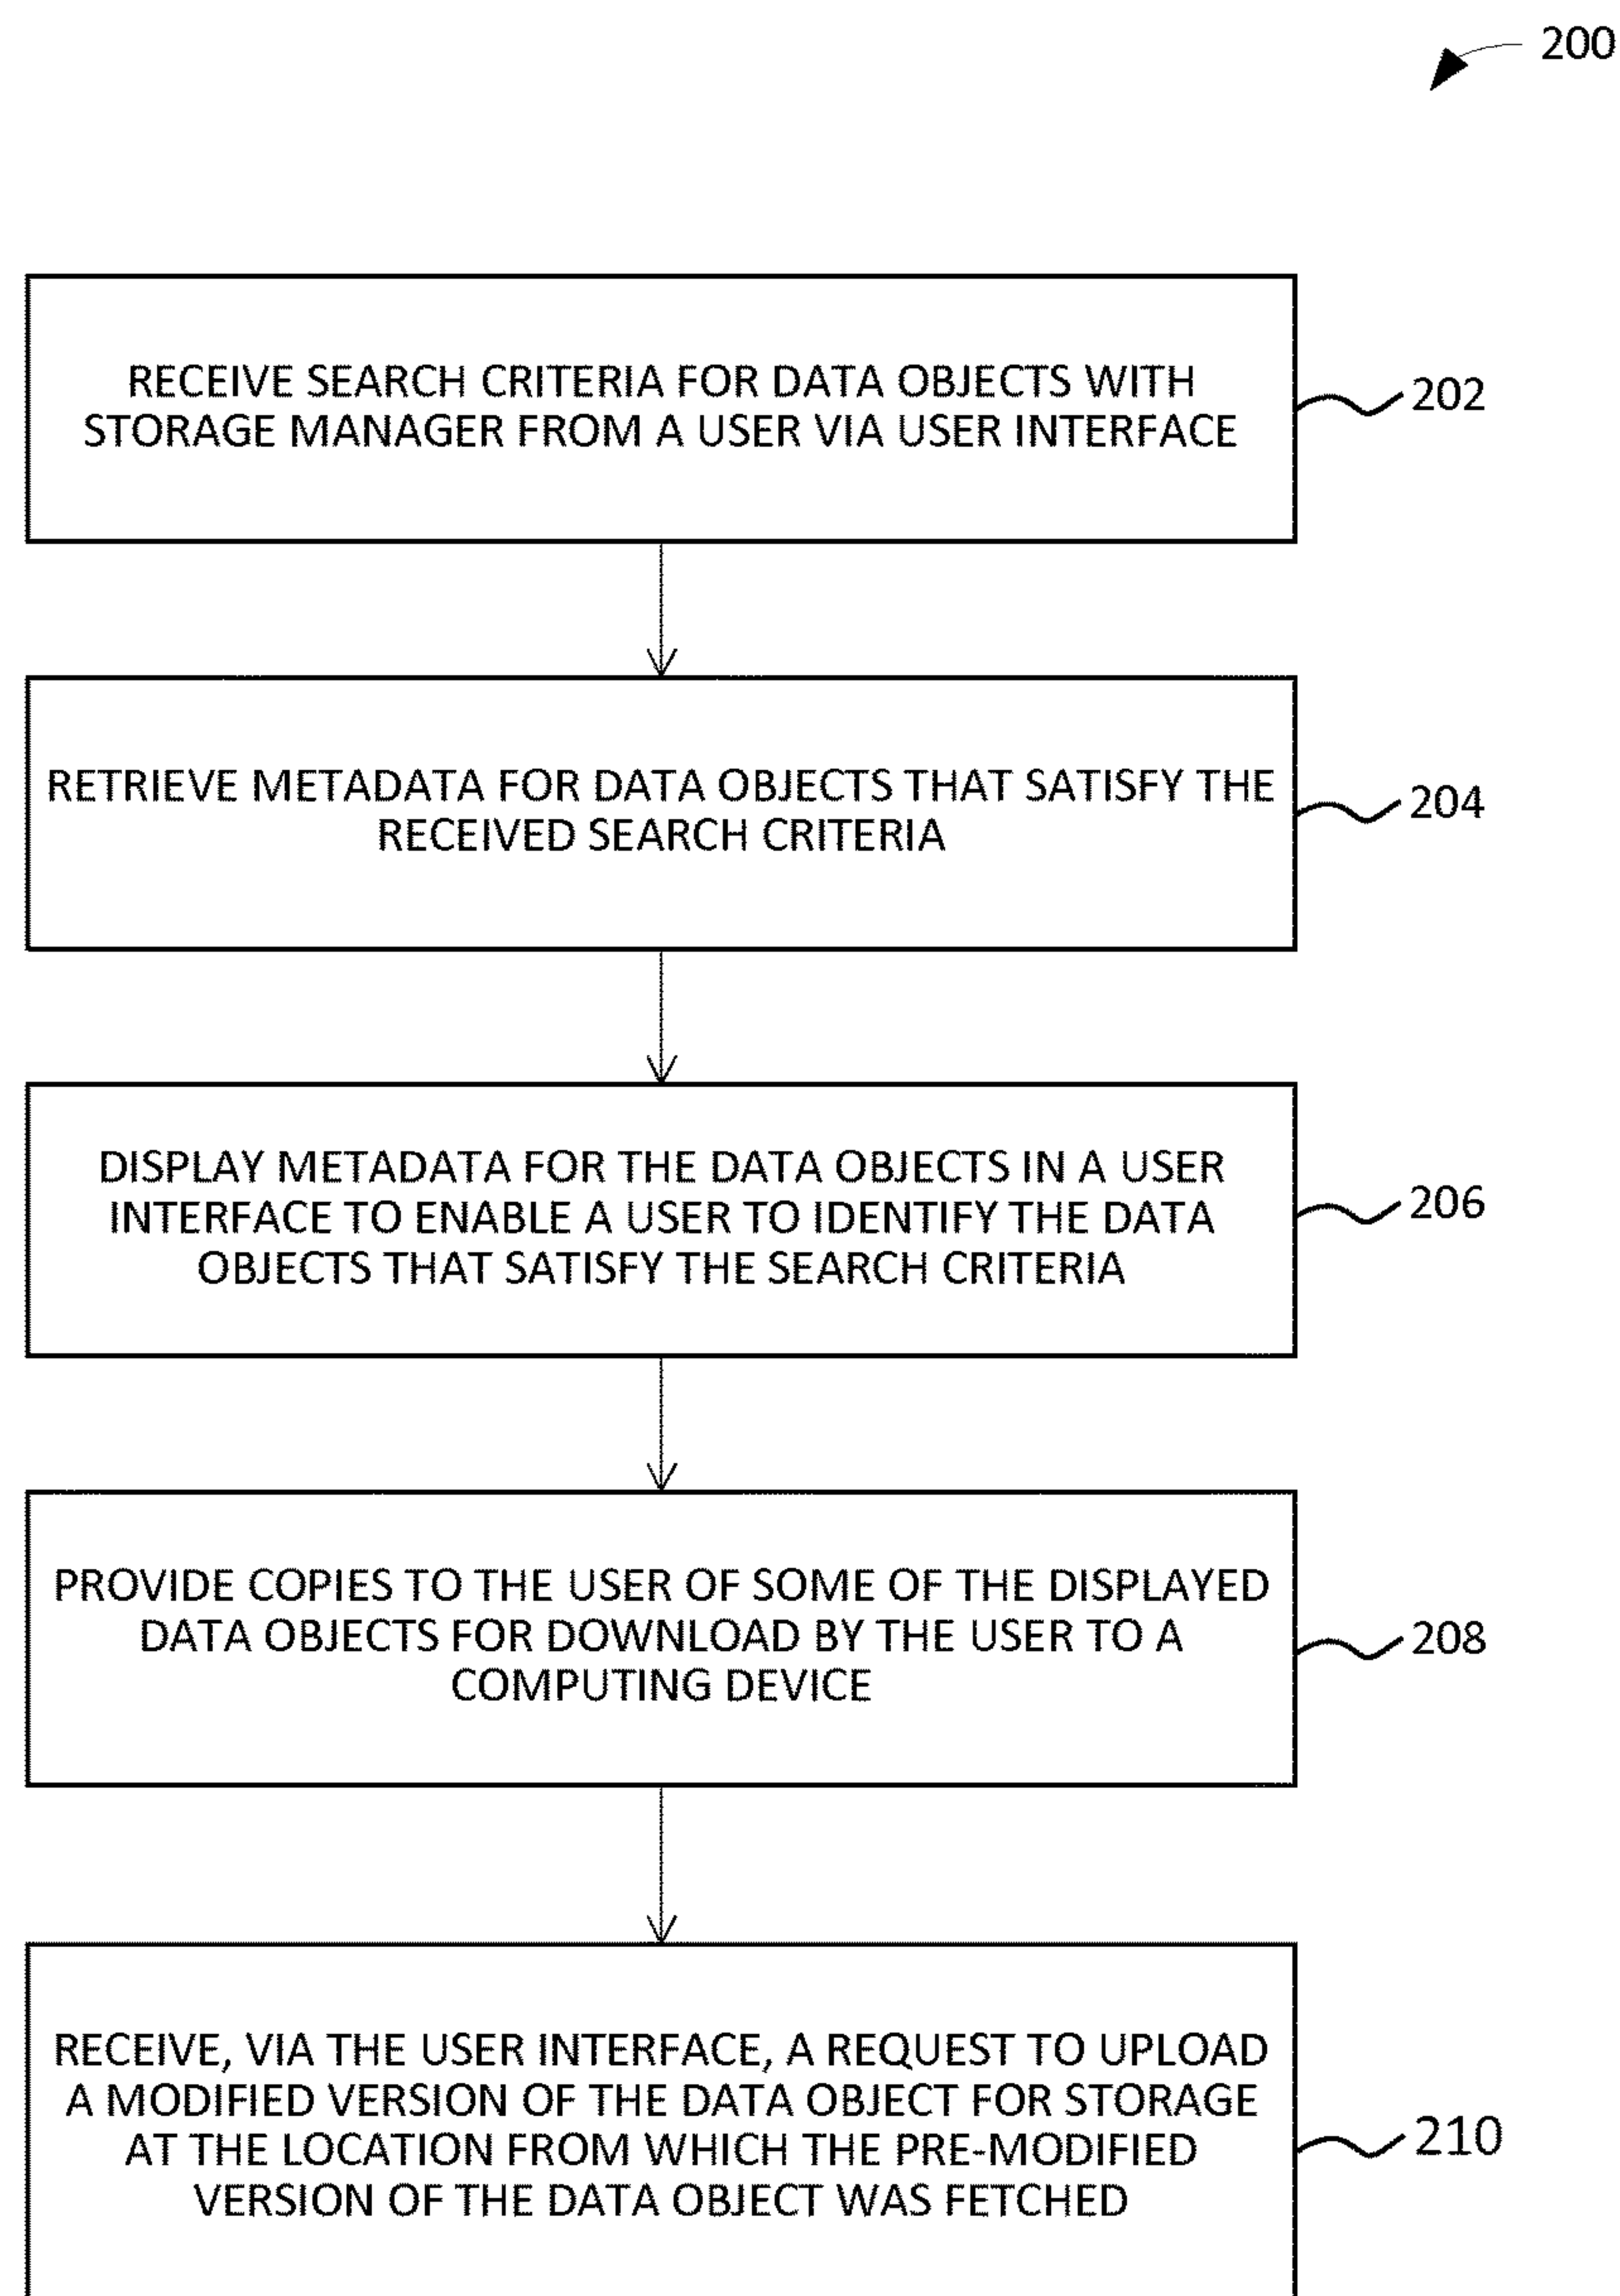 200
RECEIVE SEARCH CRITERIA FOR DATA OBJECTS WITH
STORAGE MANAGER FROM A USER VIA USER INTERFACE
202
RETRIEVE METADATA FOR DATA OBJECTS THAT SATISFY THE
RECEIVED SEARCH CRITERIA
204
DISPLAY METADATA FOR THE DATA OBJECTS IN A USER
INTERFACE TO ENABLE A USER TO IDENTIFY THE DATA
OBJECTS THAT SATISFY THE SEARCH CRITERIA
206
PROVIDE COPIES TO THE USER OF SOME OF THE DISPLAYED
DATA OBJECTS FOR DOWNLOAD BY THE USER TO A
COMPUTING DEVICE
208
RECEIVE, VIA THE USER INTERFACE, A REQUEST TO UPLOAD
A MODIFIED VERSION OF THE DATA OBJECT FOR STORAGE
AT THE LOCATION FROM WHICH THE PRE-MODIFIED
VERSION OF THE DATA OBJECT WAS FETCHED
210